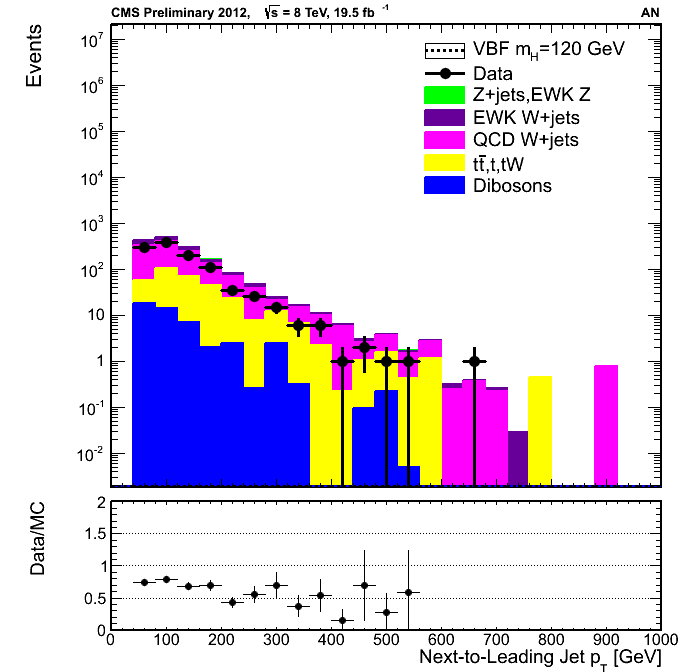 CMS Preliminary 2012, √s = 8 TeV, 19.5 fb⁻¹ AN
Events
10⁷
10⁶
10⁵
10⁴
10³
10²
10
1
10⁻¹
10⁻²
VBF m_H=120 GeV
Data
Z+jets,EWK Z
EWK W+jets
QCD W+jets
tt̄,t,tW
Dibosons
Data/MC
2
1.5
1
0.5
0
0 100 200 300 400 500 600 700 800 900 1000
Next-to-Leading Jet p_T [GeV]